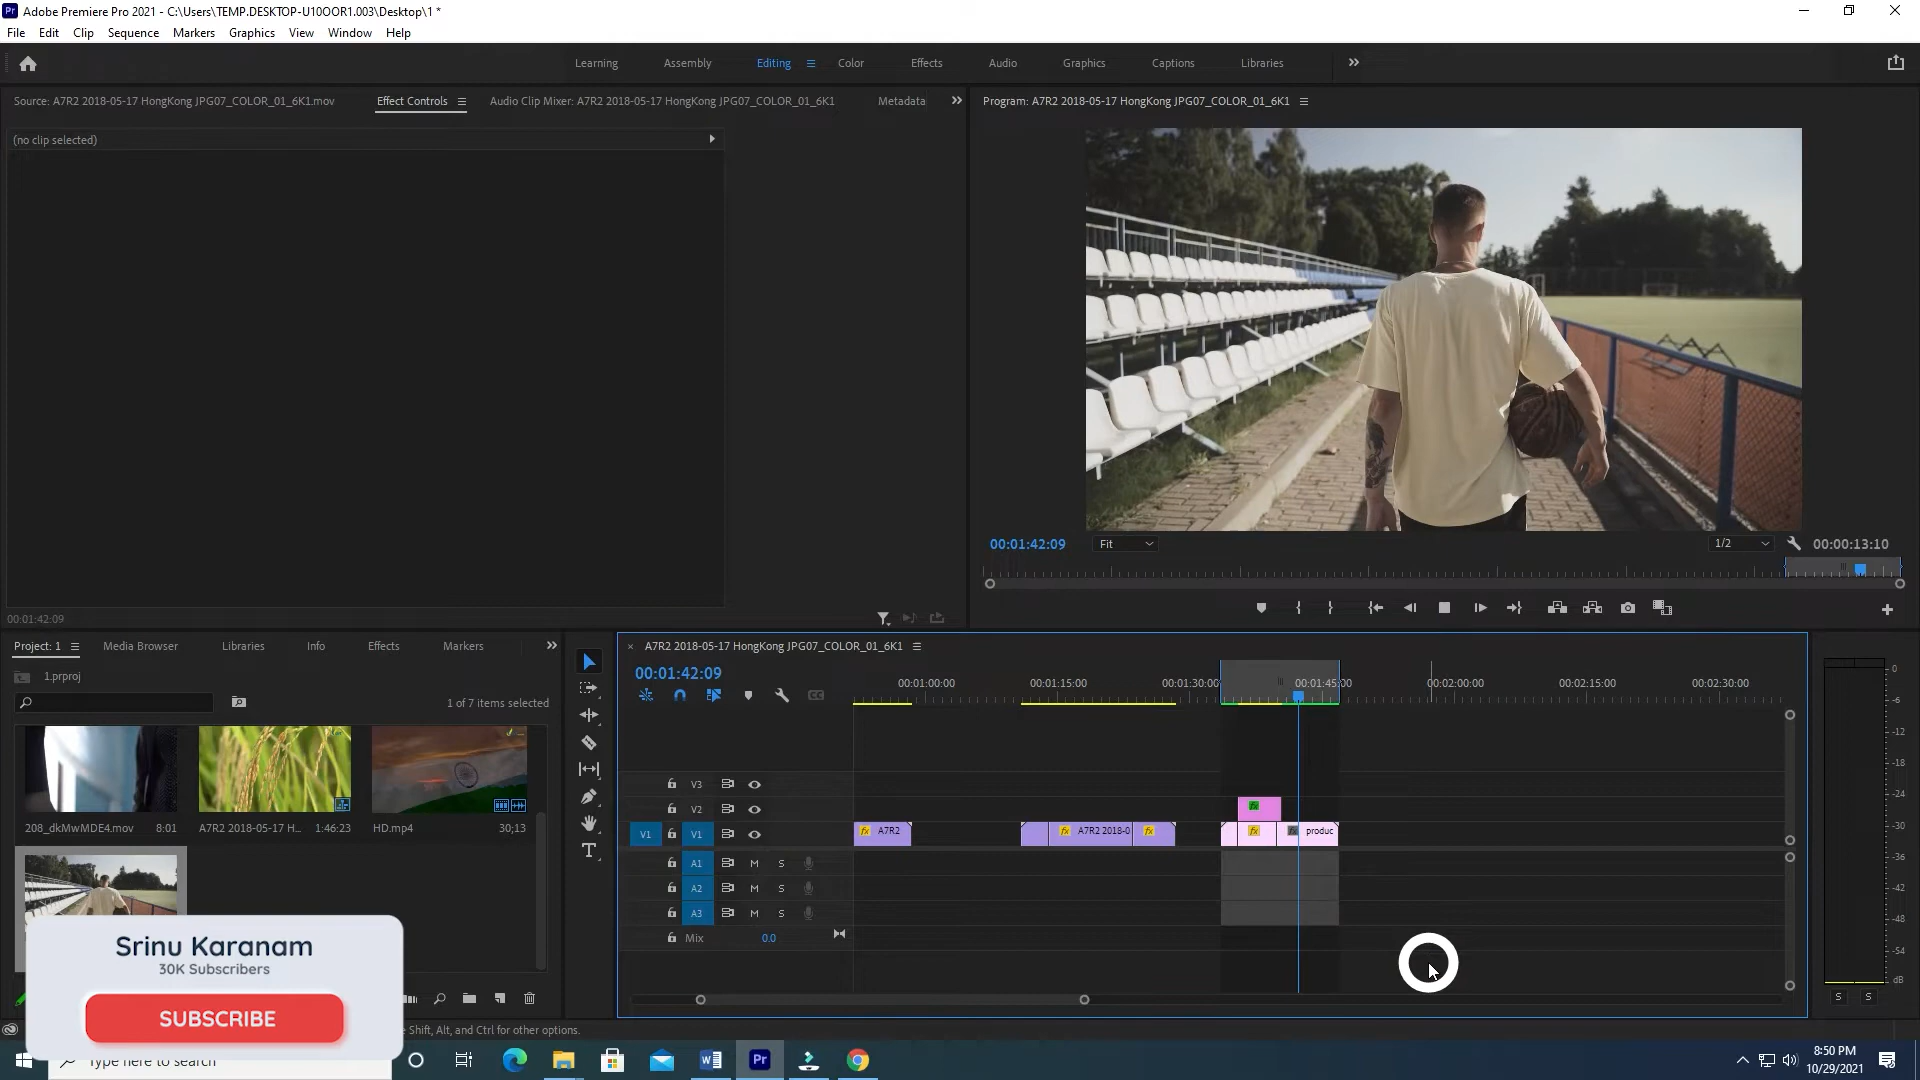 Adobe Premiere Pro 2021 - C:\Users\TEMP.DESKTOP-U10OOR1.003\Desktop\1 *
File Edit Clip Sequence Markers Graphics View Window Help
Learning Assembly Editing Color Effects Audio Graphics Captions Libraries
Source: A7R2 2018-05-17 HongKong JPG07_COLOR_01_6K1.mov Effect Controls Audio Clip Mixer: A7R2 2018-05-17 HongKong JPG07_COLOR_01_6K1 Metadata
Program: A7R2 2018-05-17 HongKong JPG07_COLOR_01_6K1
(no clip selected)
00:01:42:09 Fit 1/2 00:00:13:10
00:01:42:09
Project: 1 Media Browser Libraries Info Effects Markers
1.prproj
1 of 7 items selected
208_dkMwMDE4.mov 8:01
A7R2 2018-05-17 H... 1:46:23
HD.mp4 30;13
A7R2 2018-05-17 HongKong JPG07_COLOR_01_6K1
00:01:42:09
00:01:00:00 00:01:15:00 00:01:30:00 00:01:45:00 00:02:00:00 00:02:15:00 00:02:30:00
V3
V2 fx
V1 V1 fx A7R2 fx A7R2 2018-0 fx fx fx produc
A1 M S
A2 M S
A3 M S
Mix 0.0
0
-6
-12
-18
-24
-30
-36
-42
-48
-54
dB
S S
Srinu Karanam
30K Subscribers
SUBSCRIBE
Shift, Alt, and Ctrl for other options.
Type here to search
Pr
8:50 PM
10/29/2021